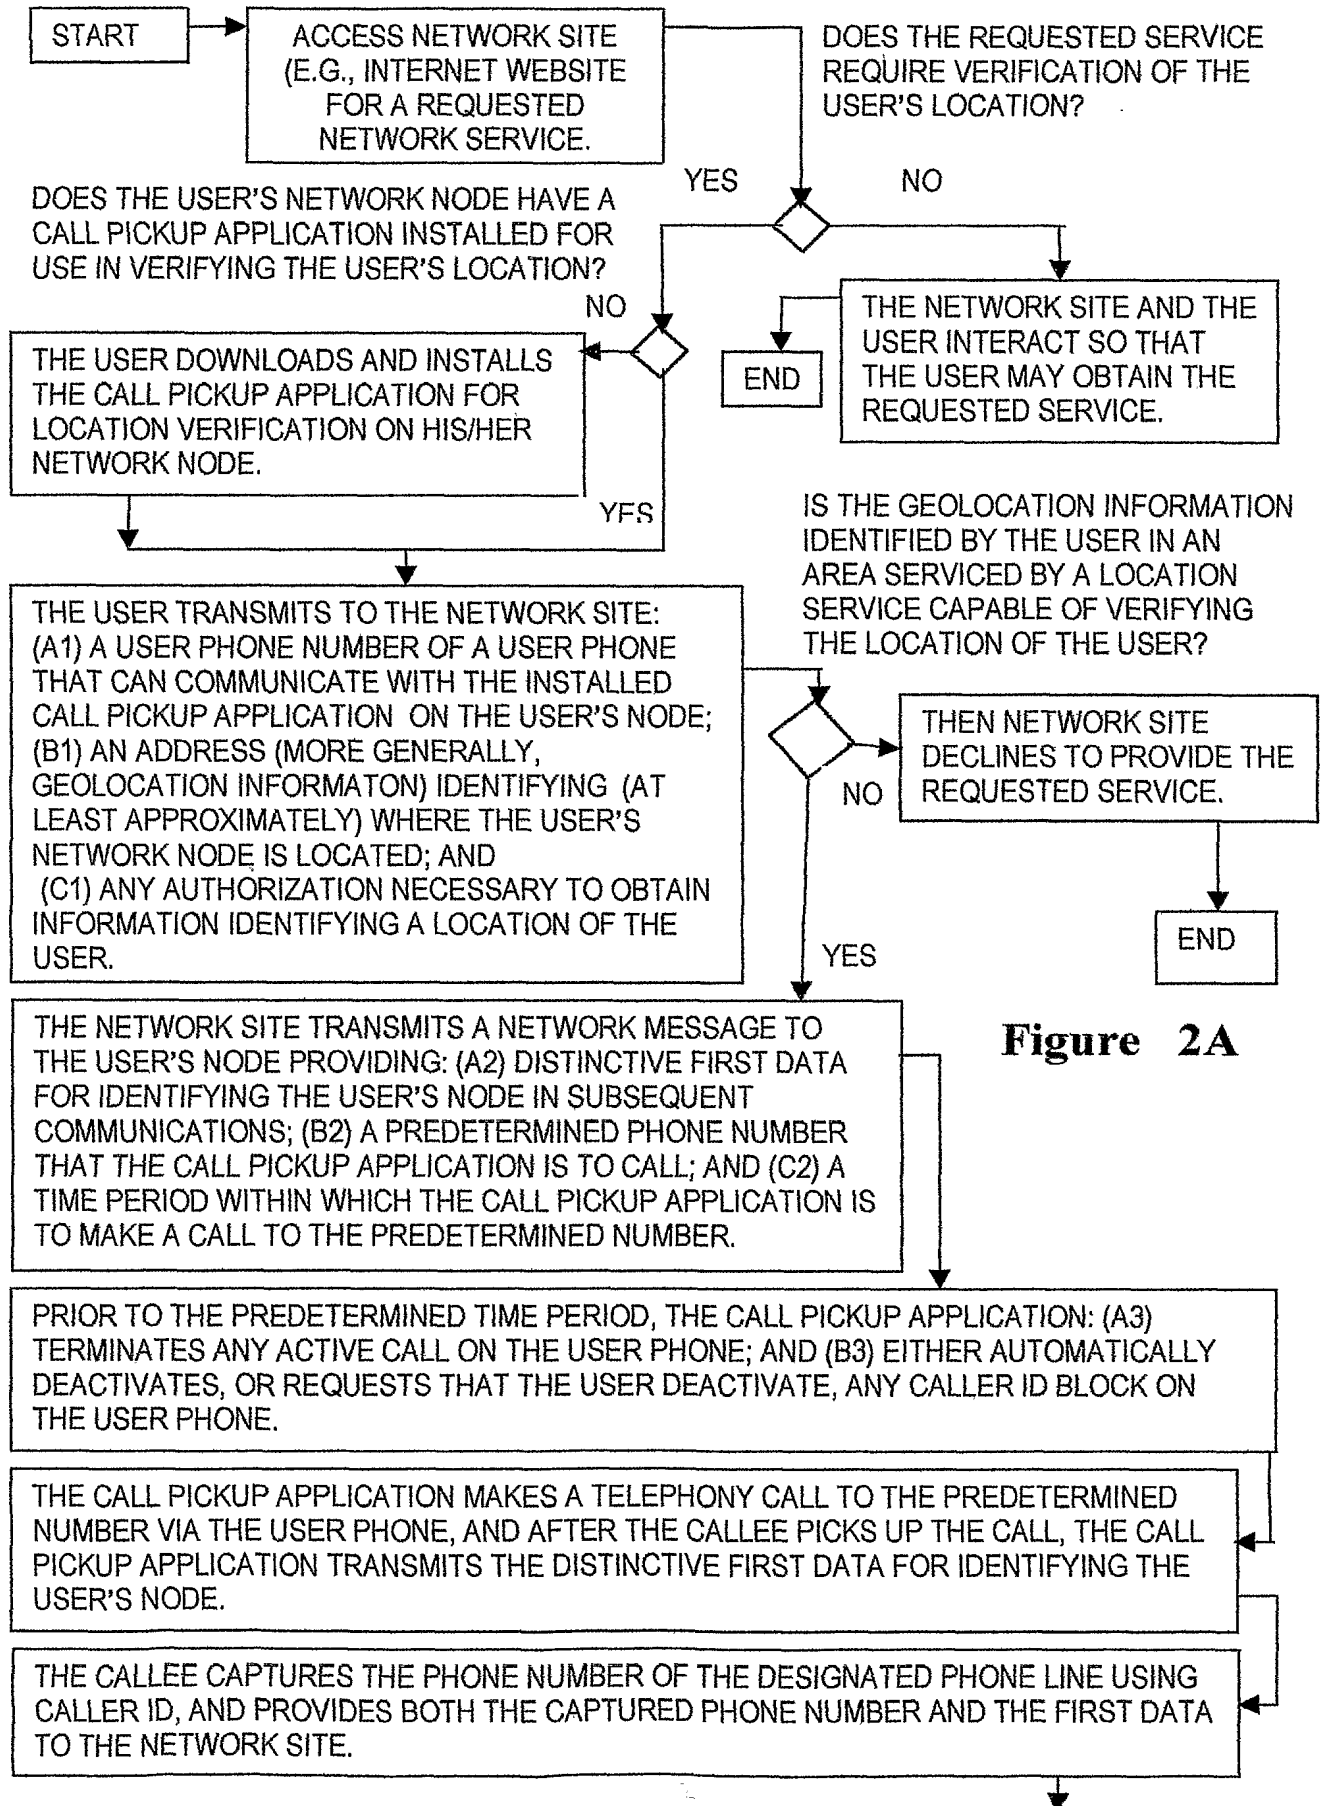 START
ACCESS NETWORK SITE
(E.G., INTERNET WEBSITE
FOR A REQUESTED
NETWORK SERVICE.
DOES THE REQUESTED SERVICE
REQUIRE VERIFICATION OF THE
USER'S LOCATION?
YES
NO
DOES THE USER'S NETWORK NODE HAVE A
CALL PICKUP APPLICATION INSTALLED FOR
USE IN VERIFYING THE USER'S LOCATION?
NO
THE NETWORK SITE AND THE
USER INTERACT SO THAT
THE USER MAY OBTAIN THE
REQUESTED SERVICE.
END
THE USER DOWNLOADS AND INSTALLS
THE CALL PICKUP APPLICATION FOR
LOCATION VERIFICATION ON HIS/HER
NETWORK NODE.
YES
IS THE GEOLOCATION INFORMATION
IDENTIFIED BY THE USER IN AN
AREA SERVICED BY A LOCATION
SERVICE CAPABLE OF VERIFYING
THE LOCATION OF THE USER?
THE USER TRANSMITS TO THE NETWORK SITE:
(A1) A USER PHONE NUMBER OF A USER PHONE
THAT CAN COMMUNICATE WITH THE INSTALLED
CALL PICKUP APPLICATION ON THE USER'S NODE;
(B1) AN ADDRESS (MORE GENERALLY,
GEOLOCATION INFORMATON) IDENTIFYING (AT
LEAST APPROXIMATELY) WHERE THE USER'S
NETWORK NODE IS LOCATED; AND
(C1) ANY AUTHORIZATION NECESSARY TO OBTAIN
INFORMATION IDENTIFYING A LOCATION OF THE
USER.
THEN NETWORK SITE
DECLINES TO PROVIDE THE
REQUESTED SERVICE.
NO
END
YES
Figure 2A
THE NETWORK SITE TRANSMITS A NETWORK MESSAGE TO
THE USER'S NODE PROVIDING: (A2) DISTINCTIVE FIRST DATA
FOR IDENTIFYING THE USER'S NODE IN SUBSEQUENT
COMMUNICATIONS; (B2) A PREDETERMINED PHONE NUMBER
THAT THE CALL PICKUP APPLICATION IS TO CALL; AND (C2) A
TIME PERIOD WITHIN WHICH THE CALL PICKUP APPLICATION IS
TO MAKE A CALL TO THE PREDETERMINED NUMBER.
PRIOR TO THE PREDETERMINED TIME PERIOD, THE CALL PICKUP APPLICATION: (A3)
TERMINATES ANY ACTIVE CALL ON THE USER PHONE; AND (B3) EITHER AUTOMATICALLY
DEACTIVATES, OR REQUESTS THAT THE USER DEACTIVATE, ANY CALLER ID BLOCK ON
THE USER PHONE.
THE CALL PICKUP APPLICATION MAKES A TELEPHONY CALL TO THE PREDETERMINED
NUMBER VIA THE USER PHONE, AND AFTER THE CALLEE PICKS UP THE CALL, THE CALL
PICKUP APPLICATION TRANSMITS THE DISTINCTIVE FIRST DATA FOR IDENTIFYING THE
USER'S NODE.
THE CALLEE CAPTURES THE PHONE NUMBER OF THE DESIGNATED PHONE LINE USING
CALLER ID, AND PROVIDES BOTH THE CAPTURED PHONE NUMBER AND THE FIRST DATA
TO THE NETWORK SITE.